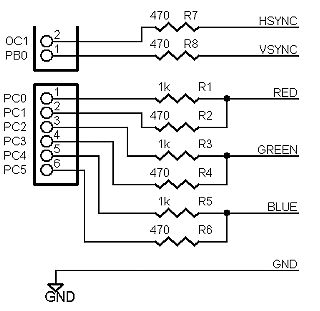 470 R7 HSYNC
OC1 2
PB0 1 470 R8 VSYNC
PC0 1 1k R1 RED
PC1 2 470 R2
PC2 3 1k R3 GREEN
PC3 4 470 R4
PC4 5 1k R5 BLUE
PC5 6 470 R6
GND
GND